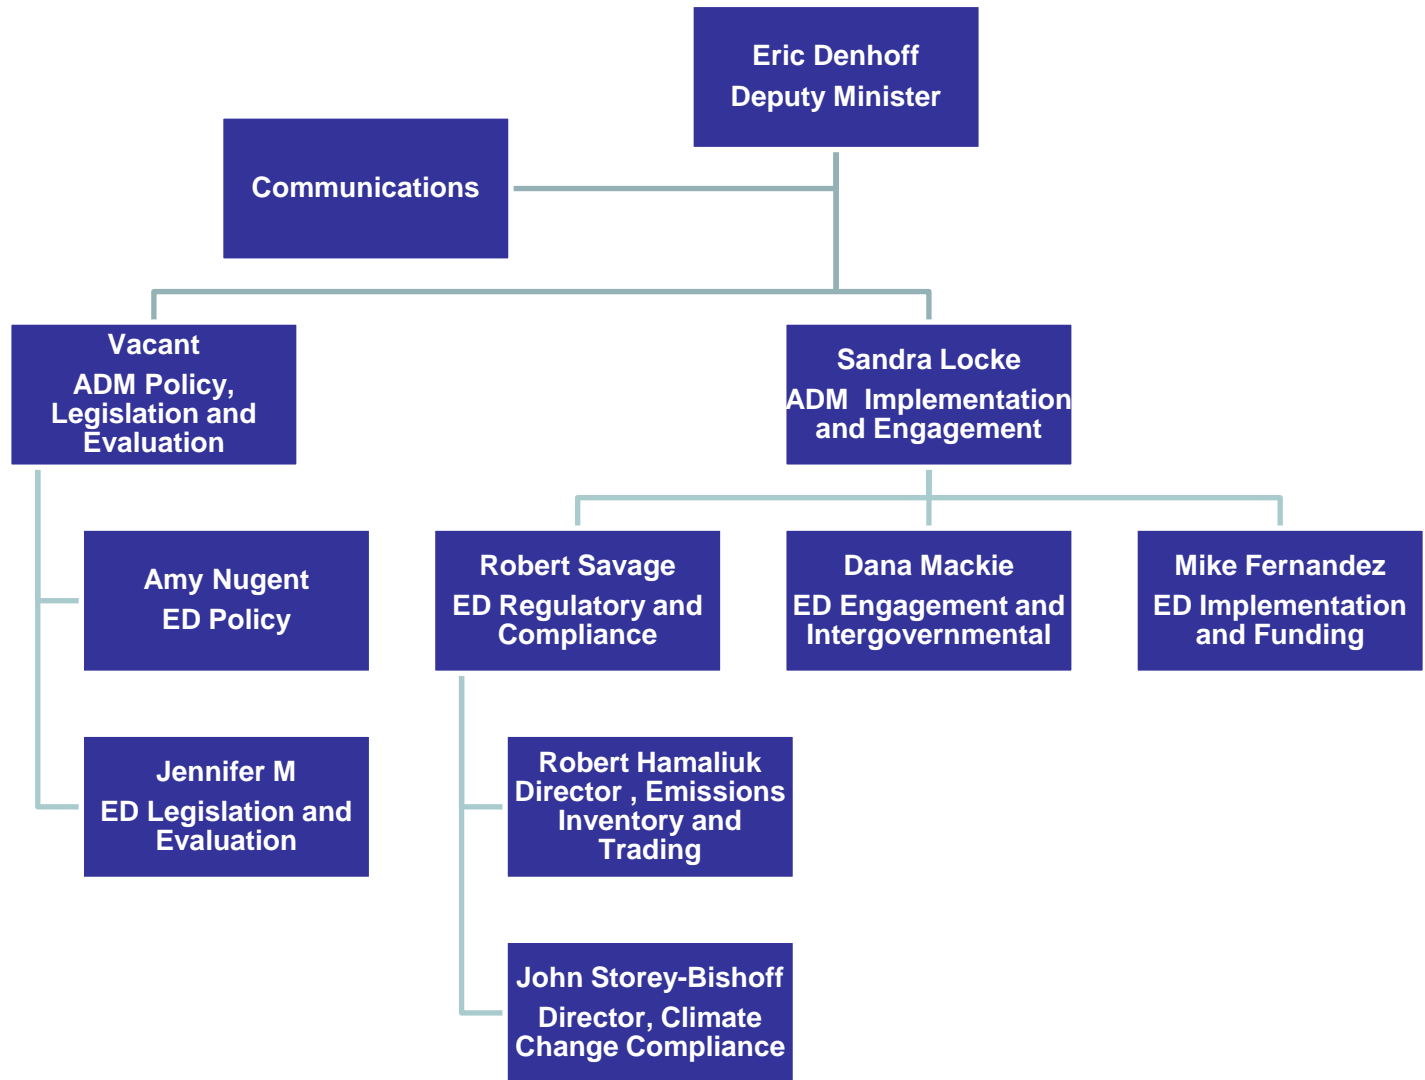 Eric Denhoff
Deputy Minister
Communications
Vacant
ADM Policy,
Legislation and
Evaluation
Sandra Locke
ADM Implementation
and Engagement
Amy Nugent
ED Policy
Robert Savage
ED Regulatory and
Compliance
Dana Mackie
ED Engagement and
Intergovernmental
Mike Fernandez
ED Implementation
and Funding
Jennifer M
ED Legislation and
Evaluation
Robert Hamaliuk
Director , Emissions
Inventory and
Trading
John Storey-Bishoff
Director, Climate
Change Compliance